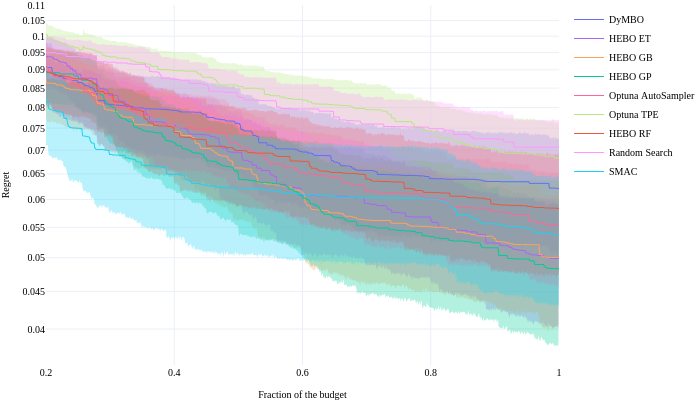 0.11
0.105
0.1
0.095
0.09
0.085
0.08
0.075
0.07
0.065
0.06
0.055
0.05
0.045
0.04
Regret
0.2 0.4 0.6 0.8 1
Fraction of the budget
DyMBO
HEBO ET
HEBO GB
HEBO GP
Optuna AutoSampler
Optuna TPE
HEBO RF
Random Search
SMAC